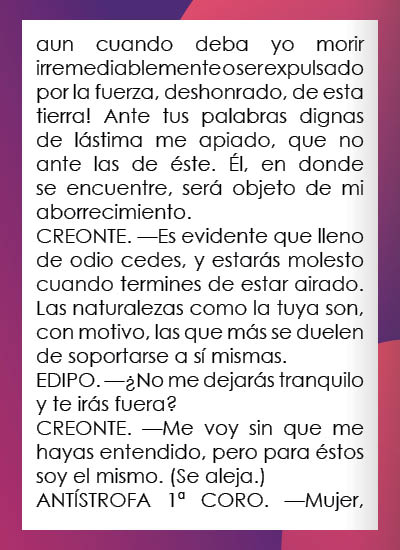 aun cuando deba yo morir
irremediablemente o ser expulsado
por la fuerza, deshonrado, de esta
tierra! Ante tus palabras dignas
de lástima me apiado, que no
ante las de éste. Él, en donde
se encuentre, será objeto de mi
aborrecimiento.
CREONTE. —Es evidente que lleno
de odio cedes, y estarás molesto
cuando termines de estar airado.
Las naturalezas como la tuya son,
con motivo, las que más se duelen
de soportarse a sí mismas.
EDIPO. —¿No me dejarás tranquilo
y te irás fuera?
CREONTE. —Me voy sin que me
hayas entendido, pero para éstos
soy el mismo. (Se aleja.)
ANTÍSTROFA 1ª CORO. —Mujer,